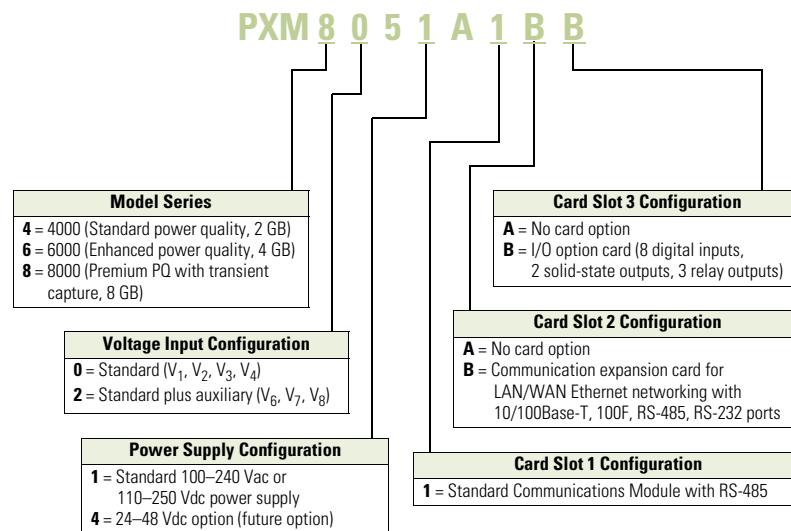 PXM 8 0 5 1 A 1 B B
Model Series
4 = 4000 (Standard power quality, 2 GB)
6 = 6000 (Enhanced power quality, 4 GB)
8 = 8000 (Premium PQ with transient
capture, 8 GB)
Voltage Input Configuration
0 = Standard (V1, V2, V3, V4)
2 = Standard plus auxiliary (V6, V7, V8)
Power Supply Configuration
1 = Standard 100–240 Vac or
110–250 Vdc power supply
4 = 24–48 Vdc option (future option)
Card Slot 3 Configuration
A = No card option
B = I/O option card (8 digital inputs,
2 solid-state outputs, 3 relay outputs)
Card Slot 2 Configuration
A = No card option
B = Communication expansion card for
LAN/WAN Ethernet networking with
10/100Base-T, 100F, RS-485, RS-232 ports
Card Slot 1 Configuration
1 = Standard Communications Module with RS-485